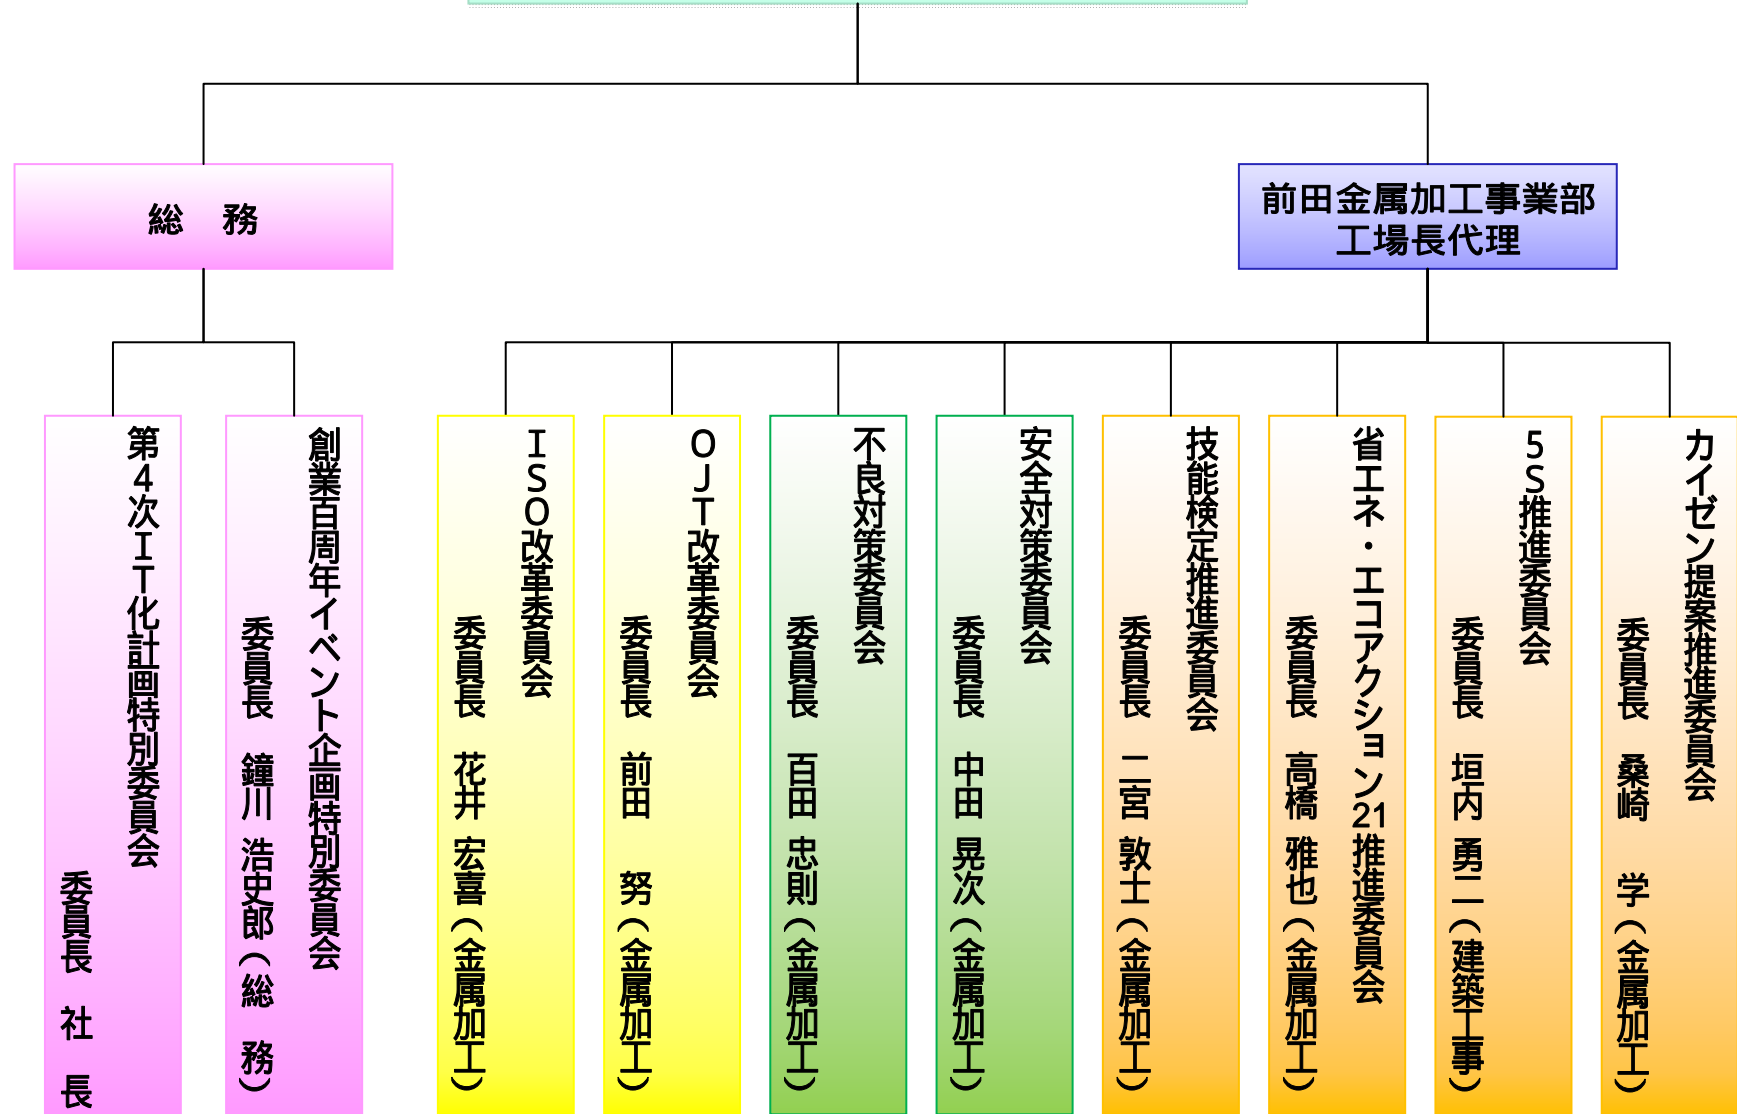 総　務
前田金属加工事業部
工場長代理
第４次ＩＴ化計画特別委員会
委員長　社　長
創業百周年イベント企画特別委員会
委員長　鐘川　浩史郎（総　務）
ＩＳＯ改革委員会
委員長　花井　宏喜（金属加工）
ＯＪＴ改革委員会
委員長　前田　努（金属加工）
不良対策委員会
委員長　百田　忠則（金属加工）
安全対策委員会
委員長　中田　晃次（金属加工）
技能検定推進委員会
委員長　二宮　敦士（金属加工）
省エネ・エコアクション21推進委員会
委員長　高橋　雅也（金属加工）
５Ｓ推進委員会
委員長　垣内　勇二（建築工事）
カイゼン提案推進委員会
委員長　桑崎　学（金属加工）